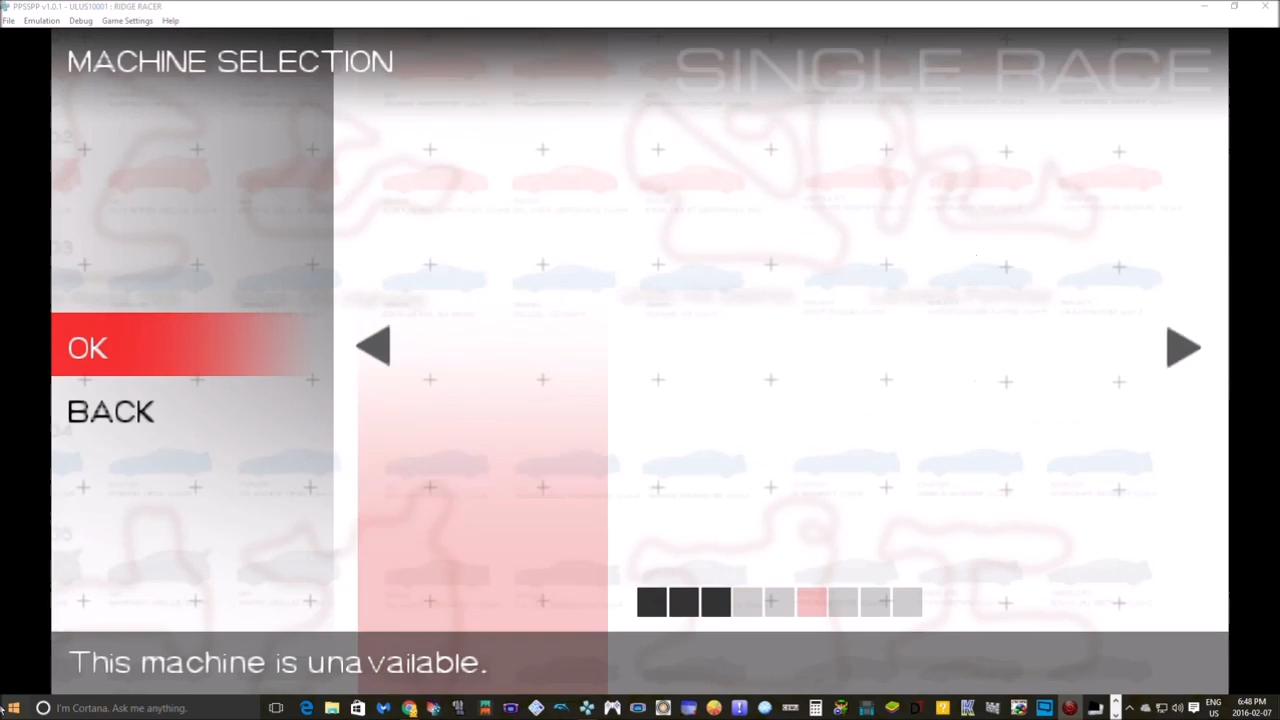 PPSSPP v1.0.1 - ULUS10001 : RIDGE RACER
File Emulation Debug Game Settings Help
MACHINE SELECTION
SINGLE RACE
OK
BACK
This machine is unavailable.
I'm Cortana. Ask me anything.
ENG
US
6:48 PM
2016-02-07